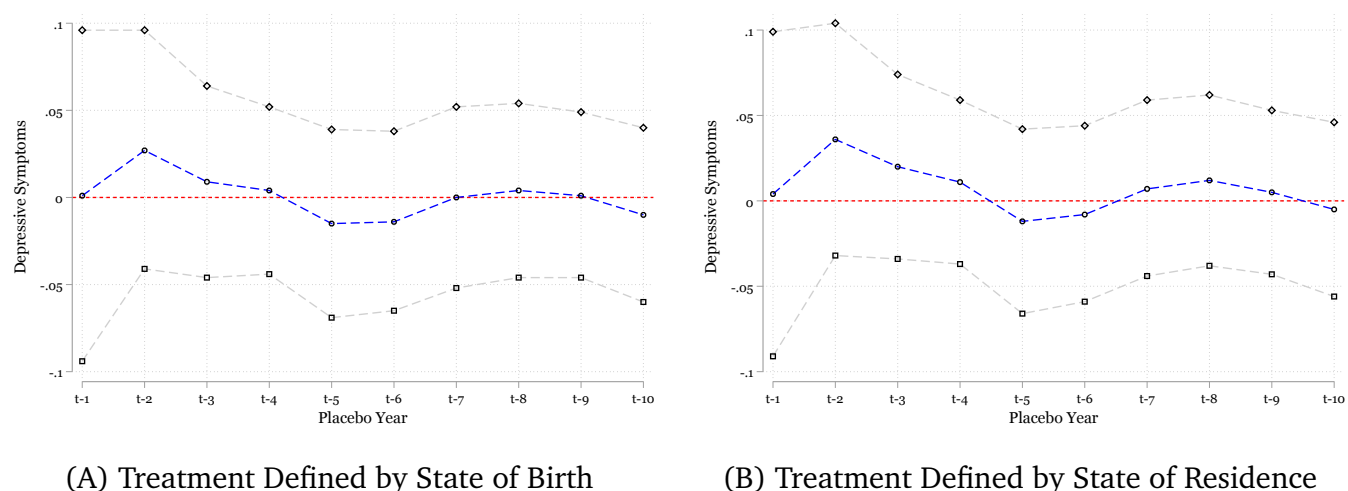 .1
.05
0
-.05
-.1
Depressive Symptoms
t-1 t-2 t-3 t-4 t-5 t-6 t-7 t-8 t-9 t-10
Placebo Year
(A) Treatment Defined by State of Birth
.1
.05
0
-.05
-.1
Depressive Symptoms
t-1 t-2 t-3 t-4 t-5 t-6 t-7 t-8 t-9 t-10
Placebo Year
(B) Treatment Defined by State of Residence